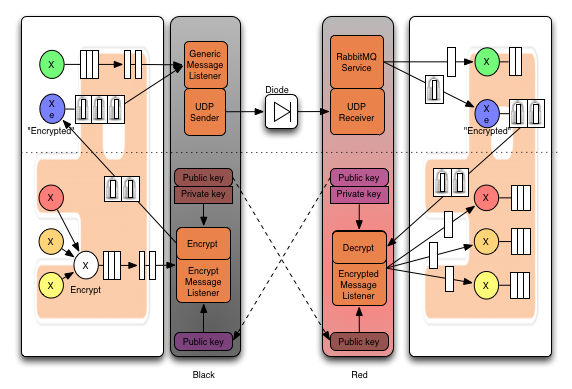 X
Generic
Message
Listener
UDP
Sender
Diode
RabbitMQ
Service
UDP
Receiver
X
X
e
"Encrypted"
X
e
"Encrypted"
Public key
Private key
Public key
Private key
X
X
X
X
Encrypt
Encrypt
Encrypt
Message
Listener
Decrypt
Encrypted
Message
Listener
X
X
X
Public key
Public key
Black
Red